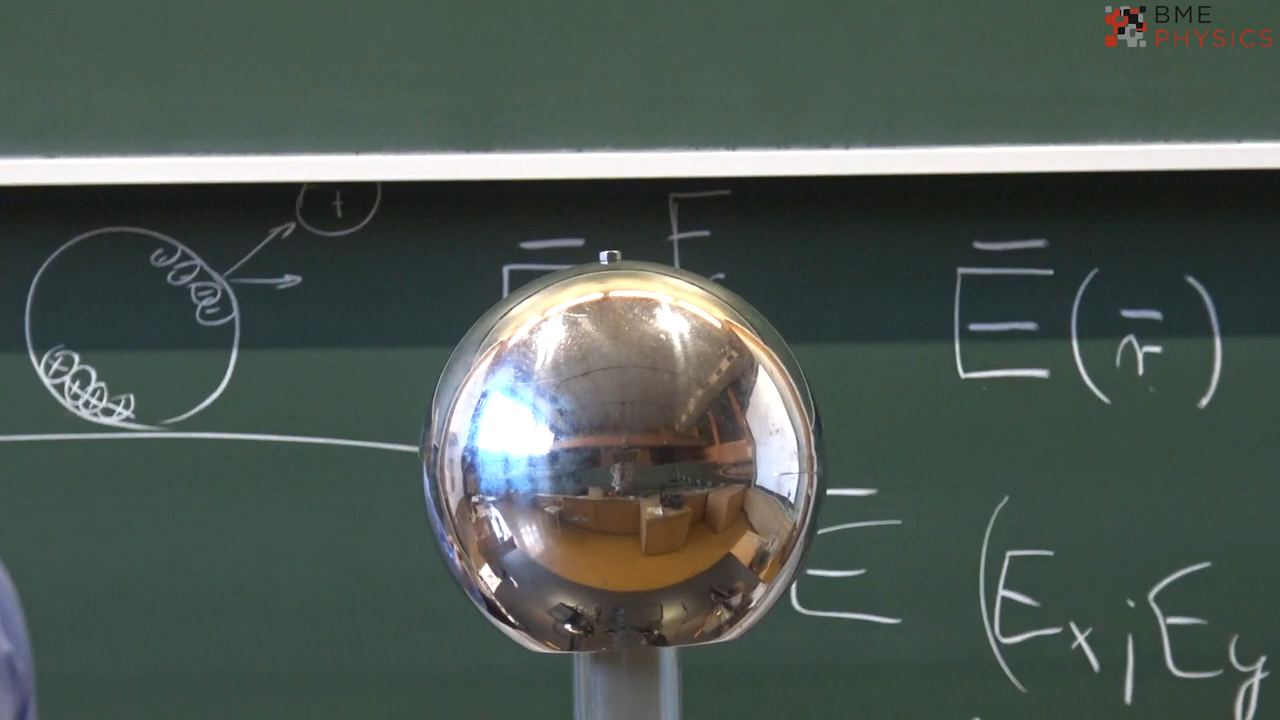 BME
PHYSICS
+
F
E(r)
E
(Ex, Ey